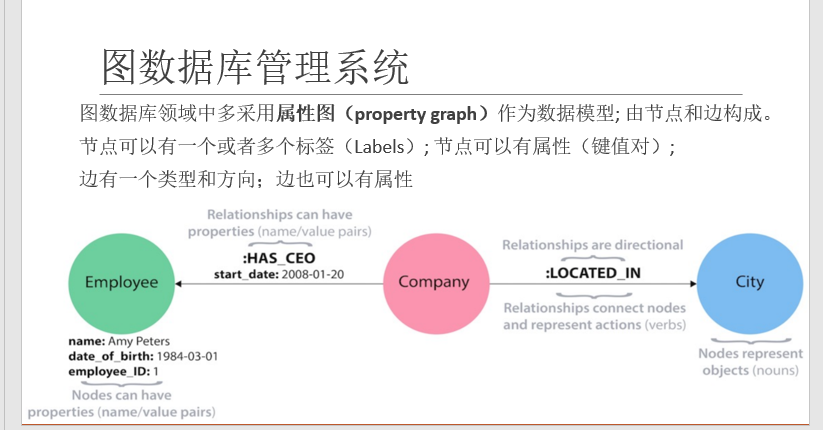 图数据库管理系统
图数据库领域中多采用属性图（property graph）作为数据模型; 由节点和边构成。
节点可以有一个或者多个标签（Labels）; 节点可以有属性（键值对）;
边有一个类型和方向；边也可以有属性
Relationships can have
properties (name/value pairs)
:HAS_CEO
start_date: 2008-01-20
Relationships are directional
:LOCATED_IN
Employee
Company
City
Relationships connect nodes
and represent actions (verbs)
name: Amy Peters
date_of_birth: 1984-03-01
employee_ID: 1
Nodes represent
objects (nouns)
Nodes can have
properties (name/value pairs)